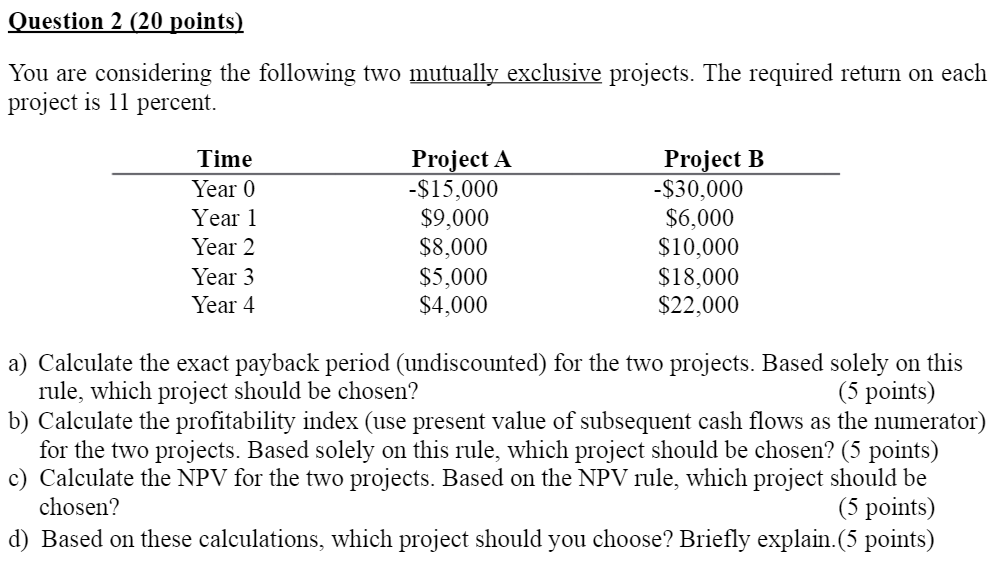 Question 2 (20 points)
You are considering the following two mutually exclusive projects. The required return on each
project is 11 percent.
Time Project A Project B
Year 0 -$15,000 -$30,000
Year 1 $9,000 $6,000
Year 2 $8,000 $10,000
Year 3 $5,000 $18,000
Year 4 $4,000 $22,000
a) Calculate the exact payback period (undiscounted) for the two projects. Based solely on this
rule, which project should be chosen? (5 points)
b) Calculate the profitability index (use present value of subsequent cash flows as the numerator)
for the two projects. Based solely on this rule, which project should be chosen? (5 points)
c) Calculate the NPV for the two projects. Based on the NPV rule, which project should be
chosen? (5 points)
d) Based on these calculations, which project should you choose? Briefly explain.(5 points)